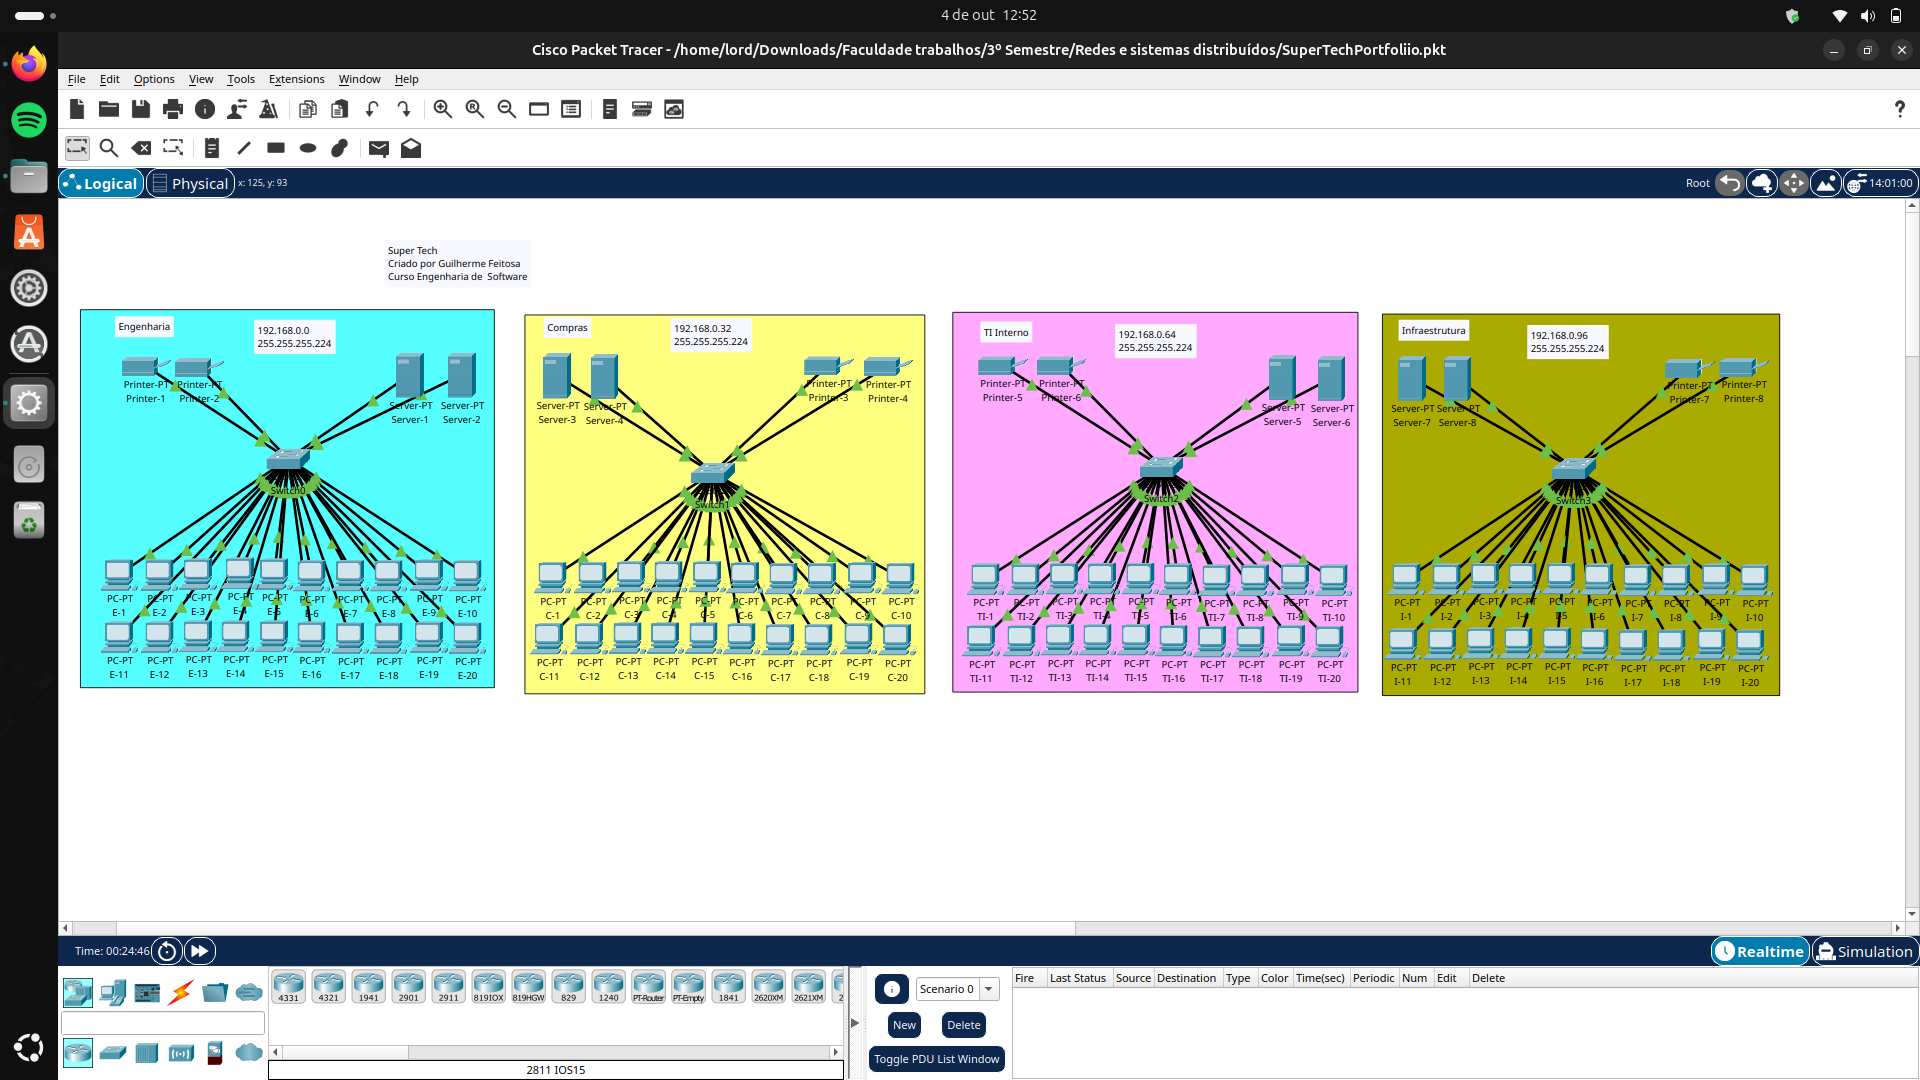 4 de out 12:52
Cisco Packet Tracer - /home/lord/Downloads/Faculdade trabalhos/3º Semestre/Redes e sistemas distribuídos/SuperTechPortfoliio.pkt
File Edit Options View Tools Extensions Window Help
Logical Physical x: 125, y: 93 Root 14:01:00
Super Tech
Criado por Guilherme Feitosa
Curso Engenharia de Software
Engenharia
192.168.0.0
255.255.255.224
Printer-PT Printer-PT Server-PT Server-PT
Printer-1 Printer-2 Server-1 Server-2
Switch0
PC-PT PC-PT PC-PT PC-PT PC-PT PC-PT PC-PT PC-PT PC-PT PC-PT
E-1 E-2 E-3 E-4 E-5 E-6 E-7 E-8 E-9 E-10
PC-PT PC-PT PC-PT PC-PT PC-PT PC-PT PC-PT PC-PT PC-PT PC-PT
E-11 E-12 E-13 E-14 E-15 E-16 E-17 E-18 E-19 E-20
Compras
192.168.0.32
255.255.255.224
Server-PT Server-PT Printer-PT Printer-PT
Server-3 Server-4 Printer-3 Printer-4
Switch1
PC-PT PC-PT PC-PT PC-PT PC-PT PC-PT PC-PT PC-PT PC-PT PC-PT
C-1 C-2 C-3 C-4 C-5 C-6 C-7 C-8 C-9 C-10
PC-PT PC-PT PC-PT PC-PT PC-PT PC-PT PC-PT PC-PT PC-PT PC-PT
C-11 C-12 C-13 C-14 C-15 C-16 C-17 C-18 C-19 C-20
TI Interno
192.168.0.64
255.255.255.224
Printer-PT Printer-PT Server-PT Server-PT
Printer-5 Printer-6 Server-5 Server-6
Switch2
PC-PT PC-PT PC-PT PC-PT PC-PT PC-PT PC-PT PC-PT PC-PT PC-PT
TI-1 TI-2 TI-3 TI-4 TI-5 TI-6 TI-7 TI-8 TI-9 TI-10
PC-PT PC-PT PC-PT PC-PT PC-PT PC-PT PC-PT PC-PT PC-PT PC-PT
TI-11 TI-12 TI-13 TI-14 TI-15 TI-16 TI-17 TI-18 TI-19 TI-20
Infraestrutura
192.168.0.96
255.255.255.224
Server-PT Server-PT Printer-PT Printer-PT
Server-7 Server-8 Printer-7 Printer-8
Switch3
PC-PT PC-PT PC-PT PC-PT PC-PT PC-PT PC-PT PC-PT PC-PT PC-PT
I-1 I-2 I-3 I-4 I-5 I-6 I-7 I-8 I-9 I-10
PC-PT PC-PT PC-PT PC-PT PC-PT PC-PT PC-PT PC-PT PC-PT PC-PT
I-11 I-12 I-13 I-14 I-15 I-16 I-17 I-18 I-19 I-20
Time: 00:24:46 Realtime Simulation
4331 4321 1941 2901 2911 819IOX 819HGW 829 1240 PT-Router PT-Empty 1841 2620XM 2621XM 2
2811 IOS15
Scenario 0
New Delete
Toggle PDU List Window
Fire Last Status Source Destination Type Color Time(sec) Periodic Num Edit Delete